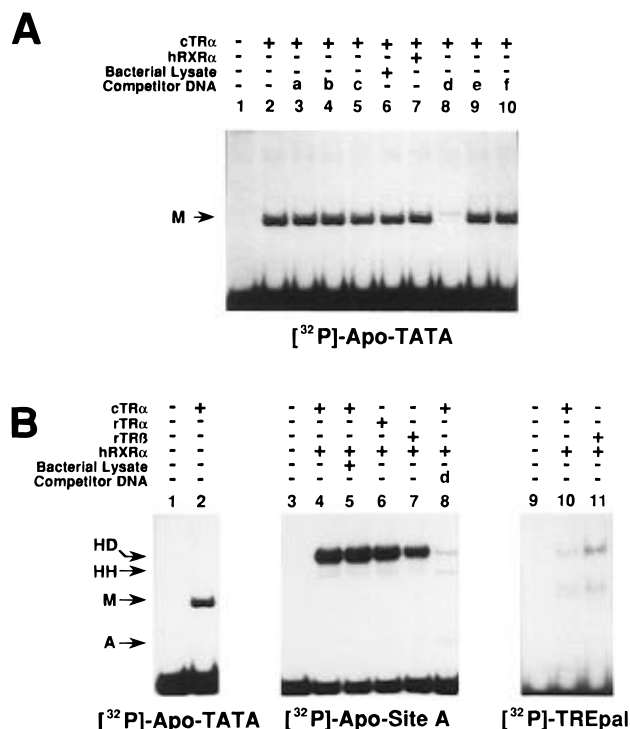 A
cTRα - + + + + + + + + +
hRXRα - - - - - - + - - -
Bacterial Lysate - - - - - + - - - -
Competitor DNA - - a b c - - d e f
1 2 3 4 5 6 7 8 9 10
M
[³²P]-Apo-TATA
B
cTRα - + - + + - - + - + -
rTRα - - - - - + - - - - -
rTRß - - - - - - + - - - +
hRXRα - - - + + + + + - + +
Bacterial Lysate - - - - + - - - - - -
Competitor DNA - - - - - - - d - - -
1 2 3 4 5 6 7 8 9 10 11
HD
HH
M
A
[³²P]-Apo-TATA [³²P]-Apo-Site A [³²P]-TREpal